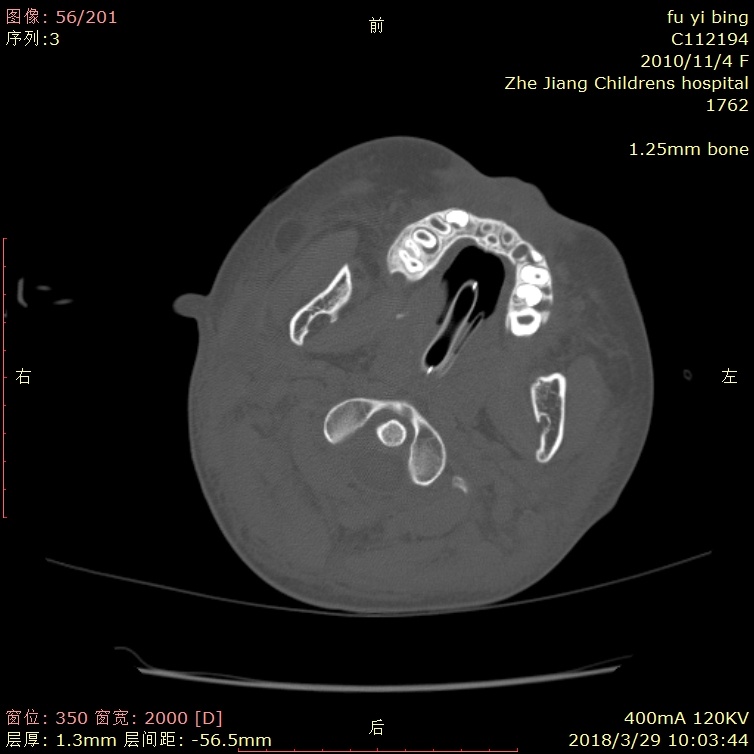 图像: 56/201
序列:3
前
fu yi bing
C112194
2010/11/4 F
Zhe Jiang Childrens hospital
1762
1.25mm bone
右
左
窗位: 350 窗宽: 2000 [D]
层厚: 1.3mm 层间距: -56.5mm
后
400mA 120KV
2018/3/29 10:03:44